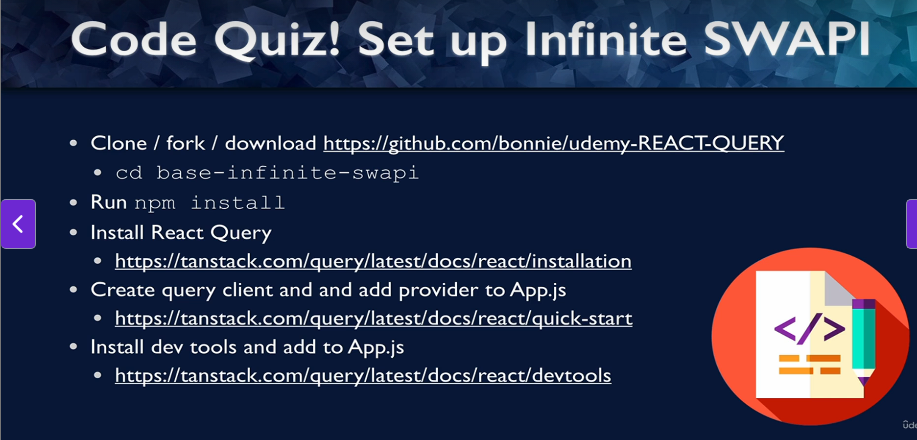 Code Quiz! Set up Infinite SWAPI
• Clone / fork / download https://github.com/bonnie/udemy-REACT-QUERY
• cd base-infinite-swapi
• Run npm install
• Install React Query
• https://tanstack.com/query/latest/docs/react/installation
• Create query client and and add provider to App.js
• https://tanstack.com/query/latest/docs/react/quick-start
• Install dev tools and add to App.js
• https://tanstack.com/query/latest/docs/react/devtools